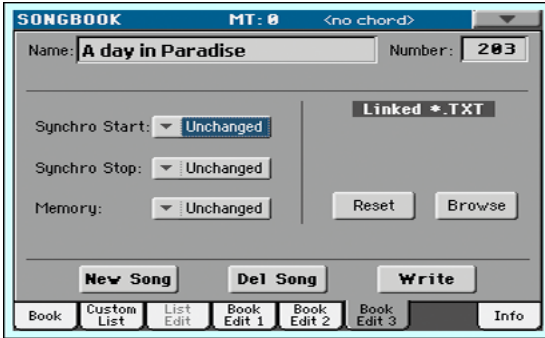 SONGBOOK MT:0 <no chord>
Name: A day in Paradise Number: 203
Linked *.TXT
Synchro Start: Unchanged
Synchro Stop: Unchanged
Memory: Unchanged Reset Browse
New Song Del Song Write
Book Custom List List Edit Book Edit 1 Book Edit 2 Book Edit 3 Info